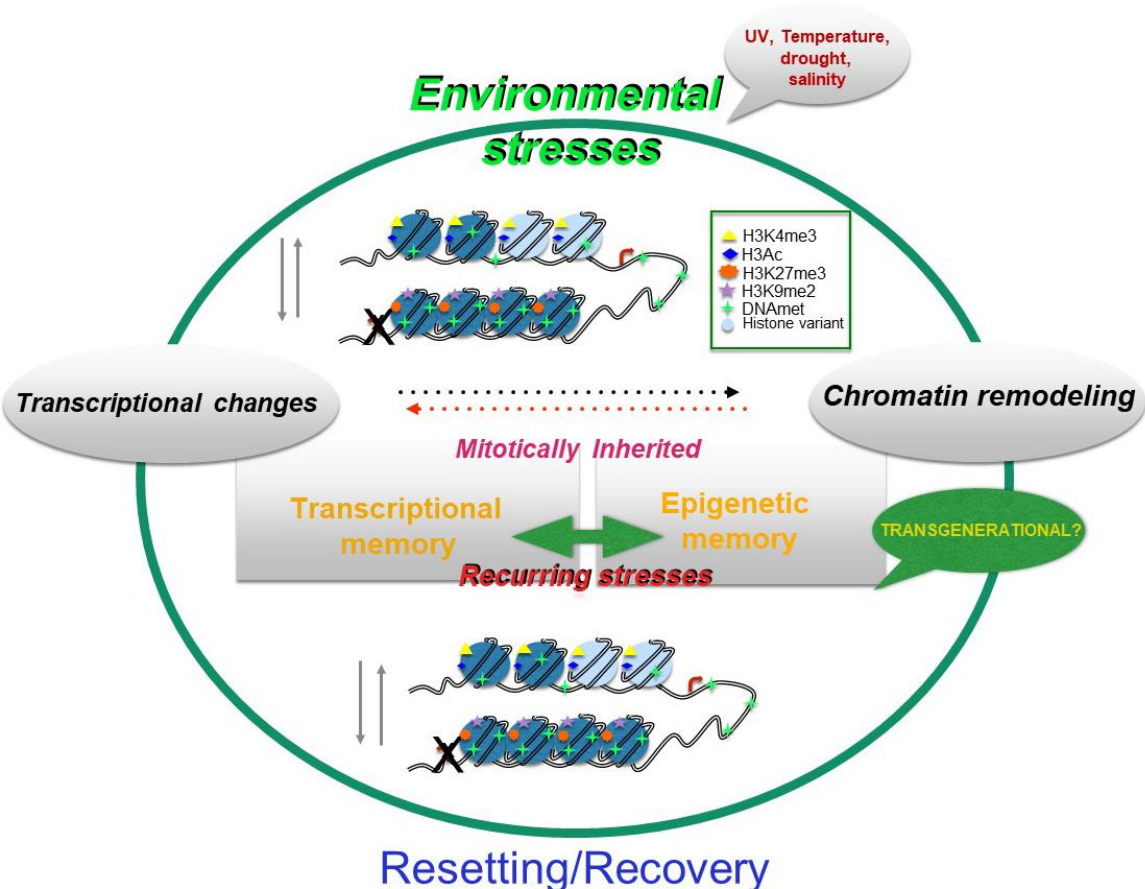 UV, Temperature,
drought,
salinity
Environmental
stresses
H3K4me3
H3Ac
H3K27me3
H3K9me2
DNAmet
Histone variant
X
Transcriptional changes
Chromatin remodeling
Mitotically Inherited
Transcriptional
memory
Epigenetic
memory
TRANSGENERATIONAL?
Recurring stresses
X
Resetting/Recovery